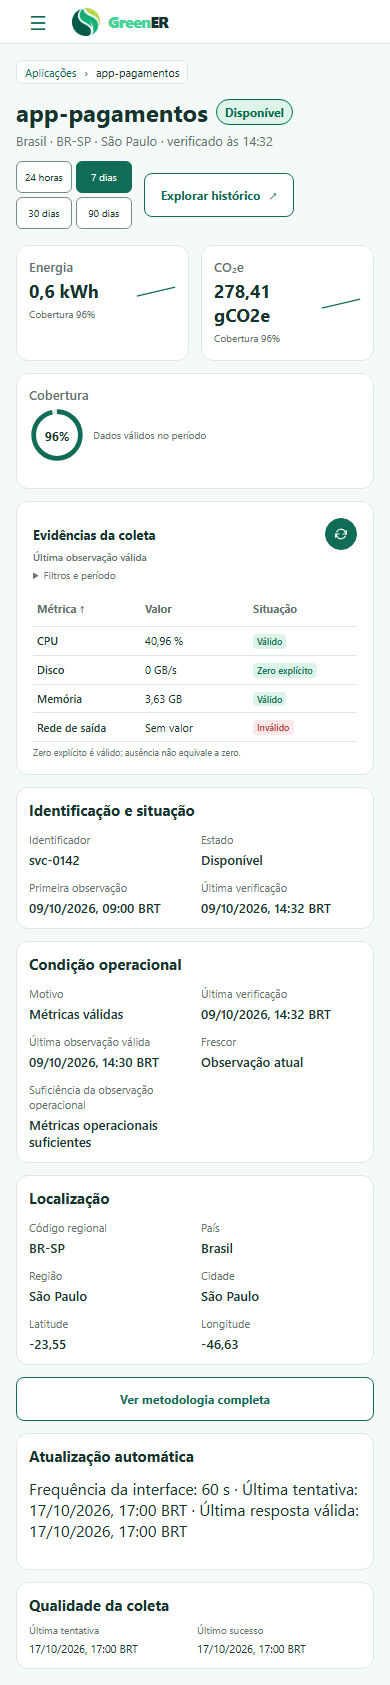 ☰ GreenER
Aplicações › app-pagamentos
app-pagamentos Disponível
Brasil · BR-SP · São Paulo · verificado às 14:32
24 horas 7 dias
30 dias 90 dias
Explorar histórico ↗
Energia
0,6 kWh
Cobertura 96%
CO₂e
278,41
gCO2e
Cobertura 96%
Cobertura
96% Dados válidos no período
Evidências da coleta
Última observação válida
▶ Filtros e período
Métrica ↑ Valor Situação
CPU 40,96 % Válido
Disco 0 GB/s Zero explícito
Memória 3,63 GB Válido
Rede de saída Sem valor Inválido
Zero explícito é válido; ausência não equivale a zero.
Identificação e situação
Identificador Estado
svc-0142 Disponível
Primeira observação Última verificação
09/10/2026, 09:00 BRT 09/10/2026, 14:32 BRT
Condição operacional
Motivo Última verificação
Métricas válidas 09/10/2026, 14:32 BRT
Última observação válida Frescor
09/10/2026, 14:30 BRT Observação atual
Suficiência da observação
operacional
Métricas operacionais
suficientes
Localização
Código regional País
BR-SP Brasil
Região Cidade
São Paulo São Paulo
Latitude Longitude
-23,55 -46,63
Ver metodologia completa
Atualização automática
Frequência da interface: 60 s · Última tentativa:
17/10/2026, 17:00 BRT · Última resposta válida:
17/10/2026, 17:00 BRT
Qualidade da coleta
Última tentativa Último sucesso
17/10/2026, 17:00 BRT 17/10/2026, 17:00 BRT